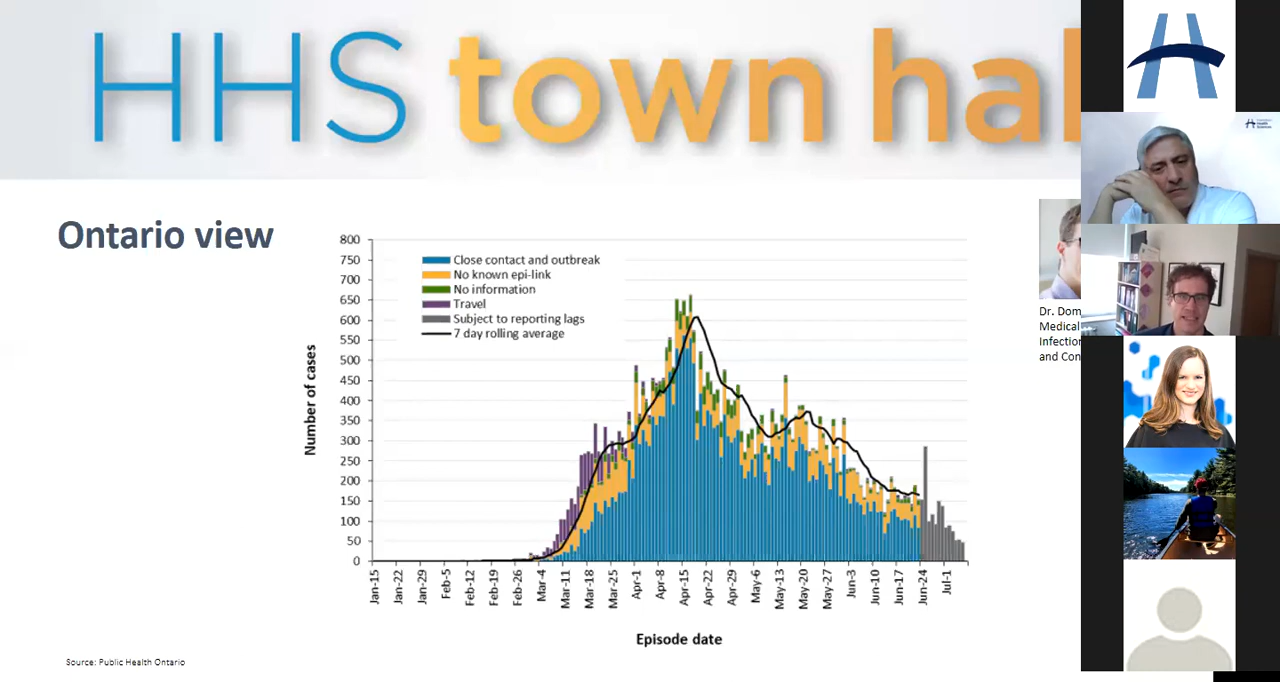 HHS town hal
Ontario view
800
750
700
650
600
550
500
450
400
350
300
250
200
150
100
50
0
Number of cases
Close contact and outbreak
No known epi-link
No information
Travel
Subject to reporting lags
7 day rolling average
Jan-15
Jan-22
Jan-29
Feb-5
Feb-12
Feb-19
Feb-26
Mar-4
Mar-11
Mar-18
Mar-25
Apr-1
Apr-8
Apr-15
Apr-22
Apr-29
May-6
May-13
May-20
May-27
Jun-3
Jun-10
Jun-17
Jun-24
Jul-1
Episode date
Dr. Dom
Medical
Infection
and Con
Source: Public Health Ontario